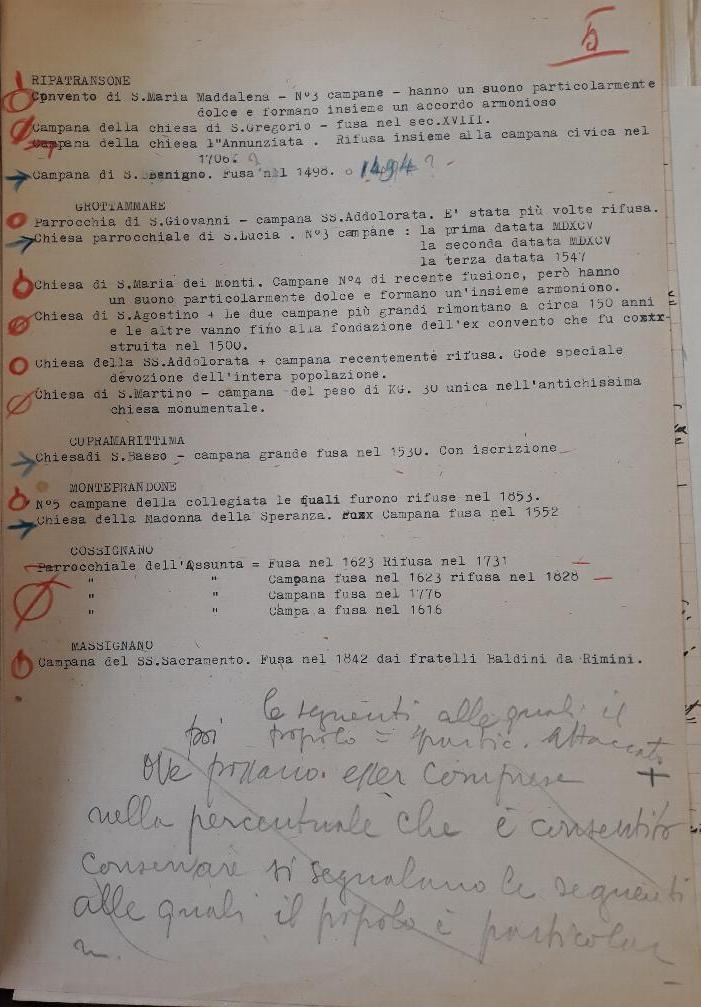 5
RIPATRANSONE
Convento di S.Maria Maddalena - N°3 campane - hanno un suono particolarmente
dolce e formano insieme un accordo armonioso
Campana della chiesa di S.Gregorio - fusa nel sec.XVIII.
Campana della chiesa l"Annunziata . Rifusa insieme alla campana civica nel
1706. ?
Campana di S. Benigno. Fusa nel 1498. o 1494 ? -
GROTTAMMARE
Parrocchia di S.Giovanni - campana SS.Addolorata. E' stata più volte rifusa.
Chiesa parrocchiale di S.Lucia . N°3 campane : la prima datata MDXCV
la seconda datata MDXCV
la terza datata 1547
Chiesa di S.Maria dei Monti. Campane N°4 di recente fusione, però hanno
un suono particolarmente dolce e formano un'insieme armoniono.
Chiesa di S.Agostino + Le due campane più grandi rimontano a circa 150 anni
e le altre vanno fino alla fondazione dell'ex convento che fu costr-
struita nel 1500.
Chiesa della SS.Addolorata + campana recentemente rifusa. Gode speciale
devozione dell'intera popolazione.
Chiesa di S.Martino - campana del peso di KG. 30 unica nell'antichissima
chiesa monumentale.
CUPRAMARITTIMA
Chiesadi S.Basso - campana grande fusa nel 1530. Con iscrizione
MONTEPRANDONE
N°5 campane della collegiata le quali furono rifuse nel 1853.
Chiesa della Madonna della Speranza. Campana fusa nel 1552
COSSIGNANO
Parrocchiale dell'Assunta = Fusa nel 1623 Rifusa nel 1731
" " Campana fusa nel 1623 rifusa nel 1828
" " Campana fusa nel 1776
" " Campa a fusa nel 1616
MASSIGNANO
Campana del SS.Sacramento. Fusa nel 1842 dai fratelli Baldini da Rimini.
le seguenti alle quali il
poi popolo = partic. attaccato
Ove possano esser comprese +
nella percentuale che è consentito
conservare si segnalano le seguenti
alle quali il popolo è particolar